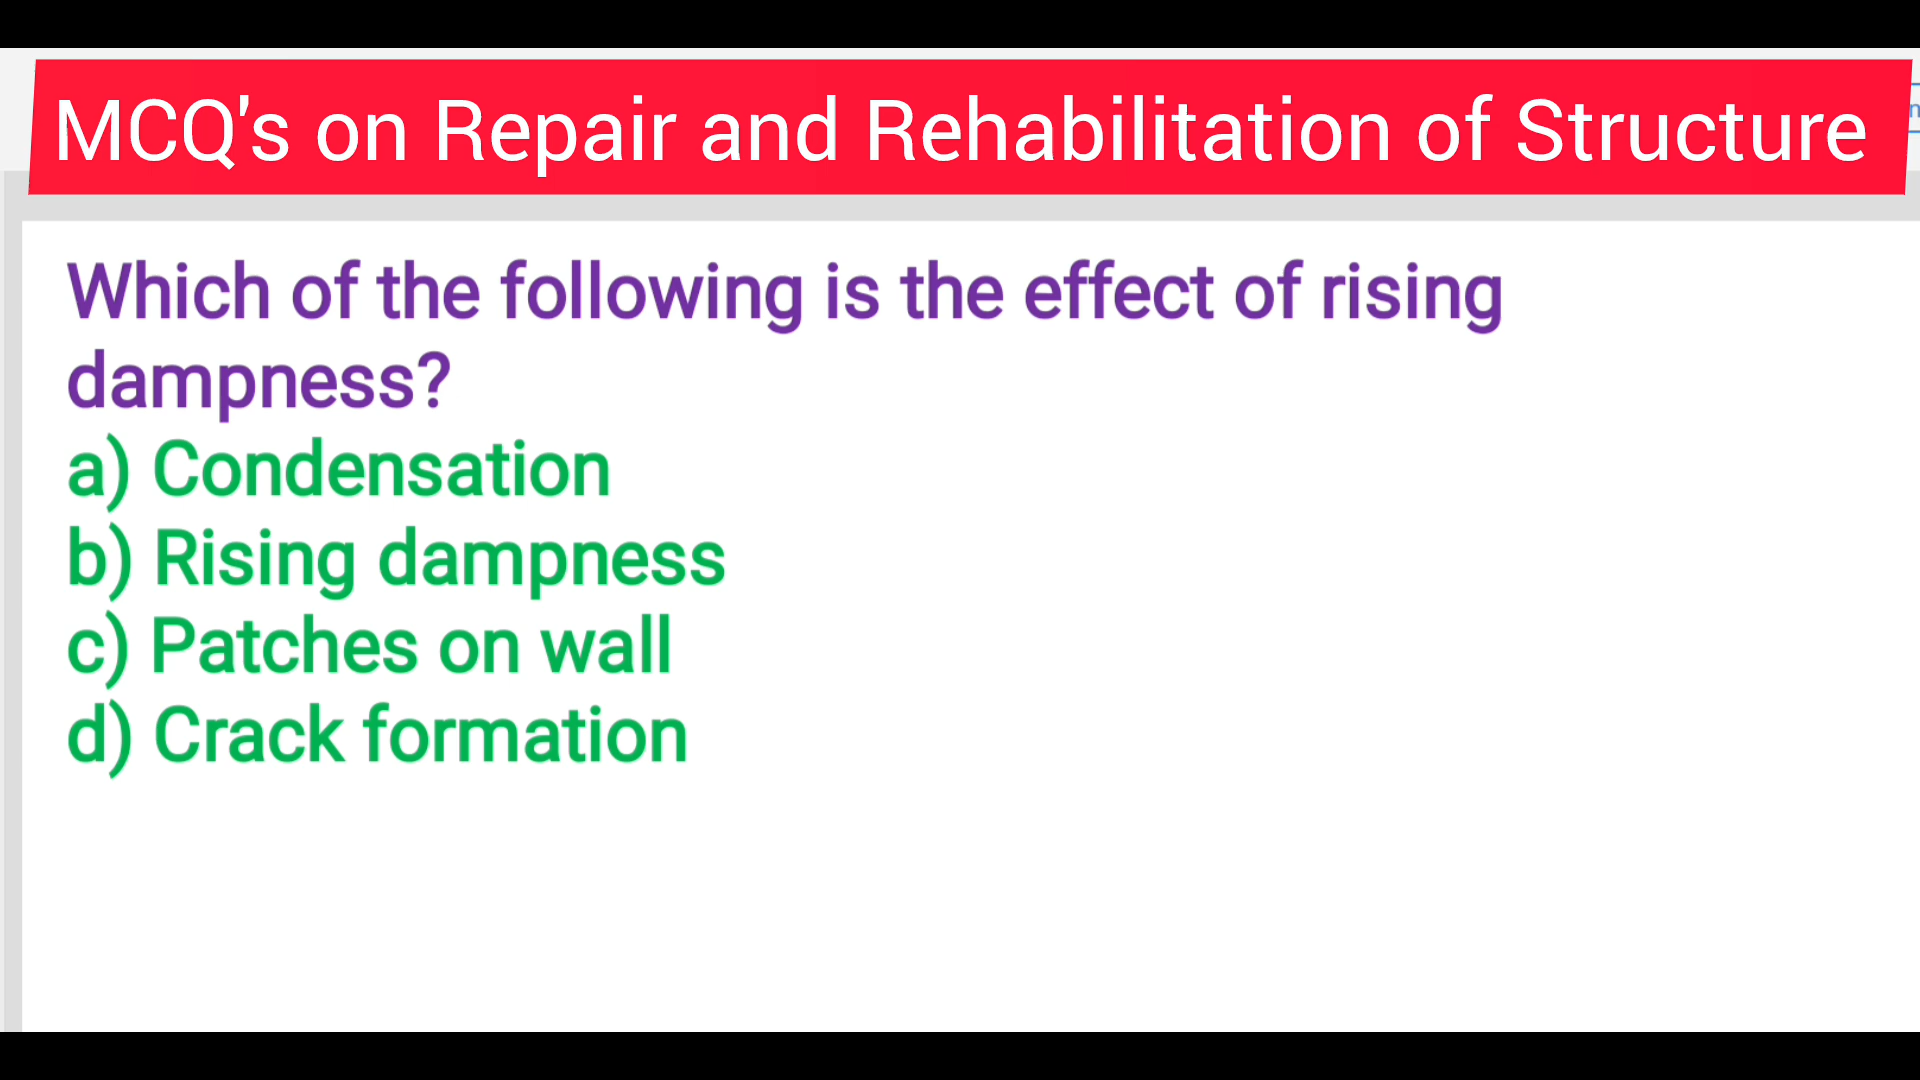 MCQ's on Repair and Rehabilitation of Structure
Which of the following is the effect of rising
dampness?
a) Condensation
b) Rising dampness
c) Patches on wall
d) Crack formation